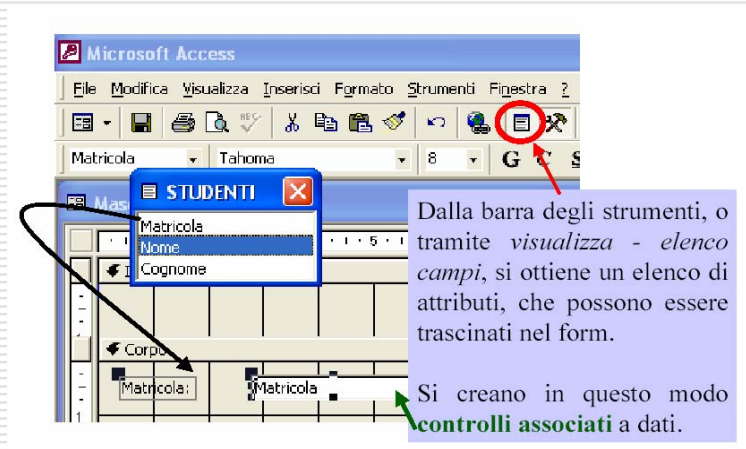 Microsoft Access
File Modifica Visualizza Inserisci Formato Strumenti Finestra ?
Matricola Tahoma 8 G C S
Mas
STUDENTI
Matricola
Nome
Cognome
Corpo
Matricola: Matricola
1
Dalla barra degli strumenti, o
tramite visualizza - elenco
campi, si ottiene un elenco di
attributi, che possono essere
trascinati nel form.
Si creano in questo modo
controlli associati a dati.